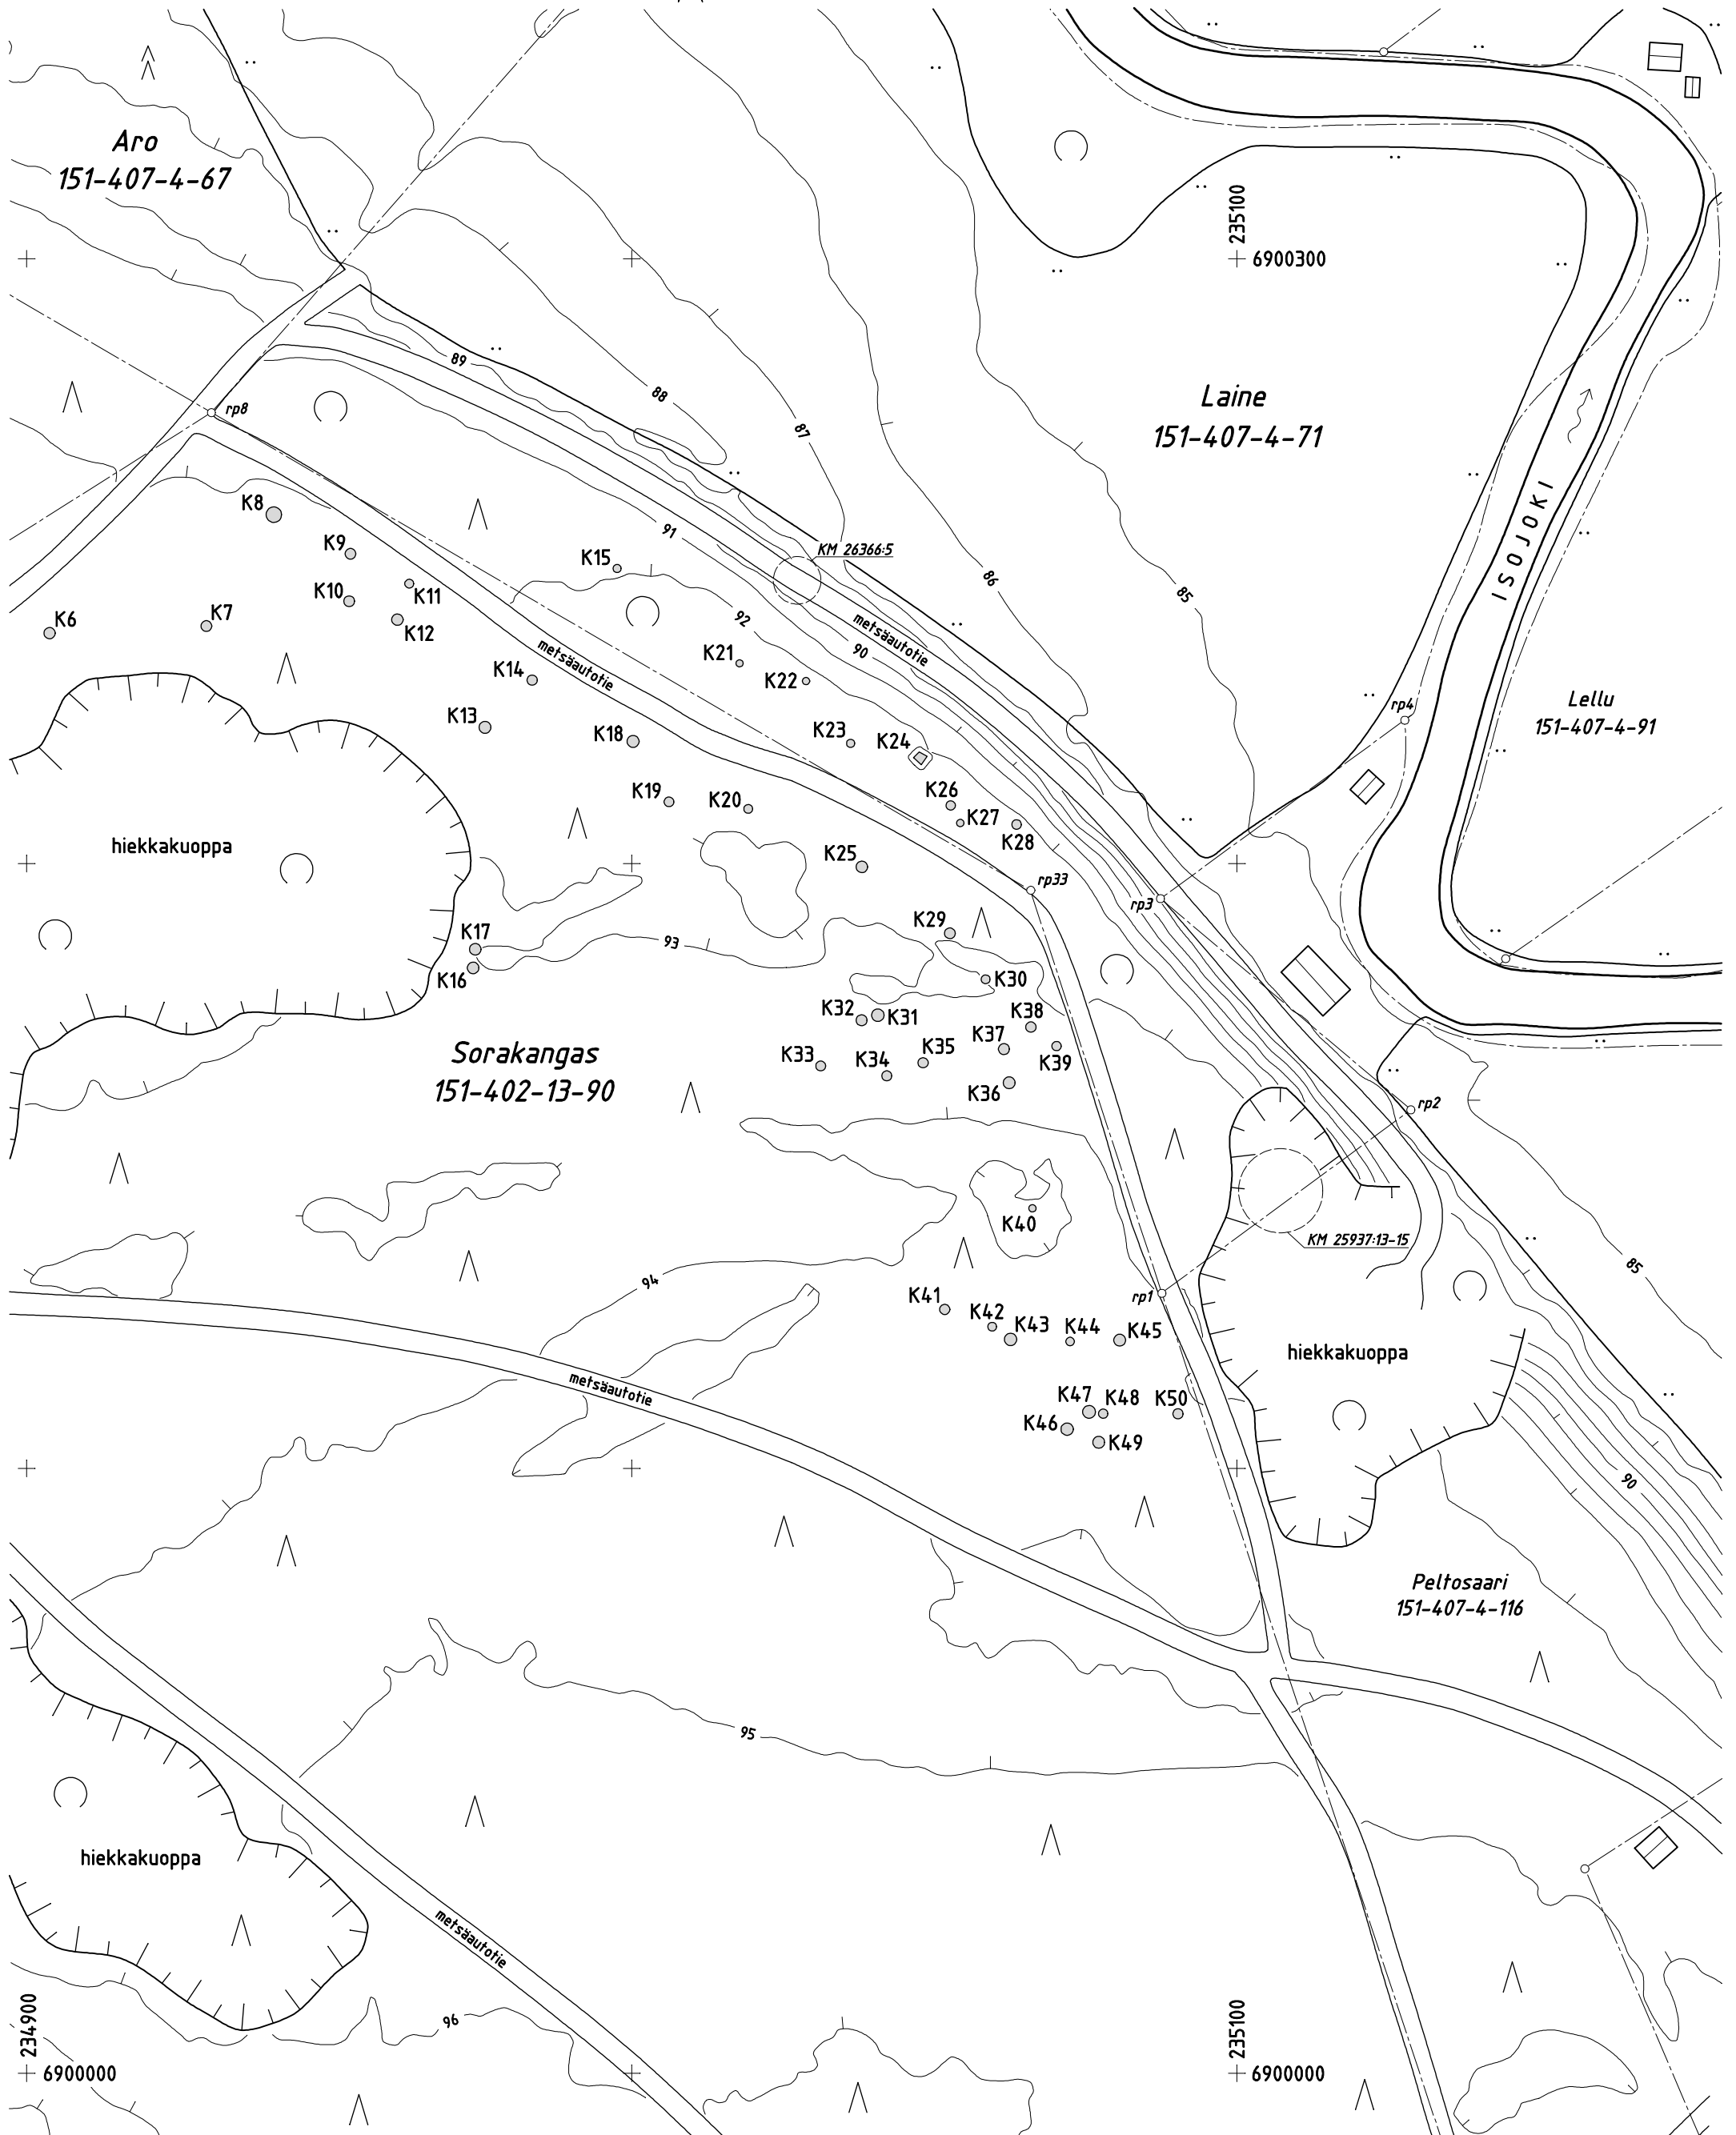 Aro
151-407-4-67
235100
6900300
89
88
87
Laine
151-407-4-71
rp8
K8
K9
K10
K11
K12
K6
K7
K15
91
KM 26366:5
86
85
ISOJOKI
92
metsäautotie
90
metsäautotie
K14
K13
K21
K22
K18
K23
K24
rp4
Lellu
151-407-4-91
K19
K20
K26
K27
K28
hiekkakuoppa
K25
rp33
rp3
K17
K16
93
K29
K30
K32
K31
K38
K37
K39
K33
K34
K35
K36
Sorakangas
151-402-13-90
rp2
K40
KM 25937:13-15
85
94
rp1
K41
K42
K43
K44
K45
hiekkakuoppa
metsäautotie
K47
K48
K50
K46
K49
90
Peltosaari
151-407-4-116
95
hiekkakuoppa
metsäautotie
96
234900
6900000
235100
6900000